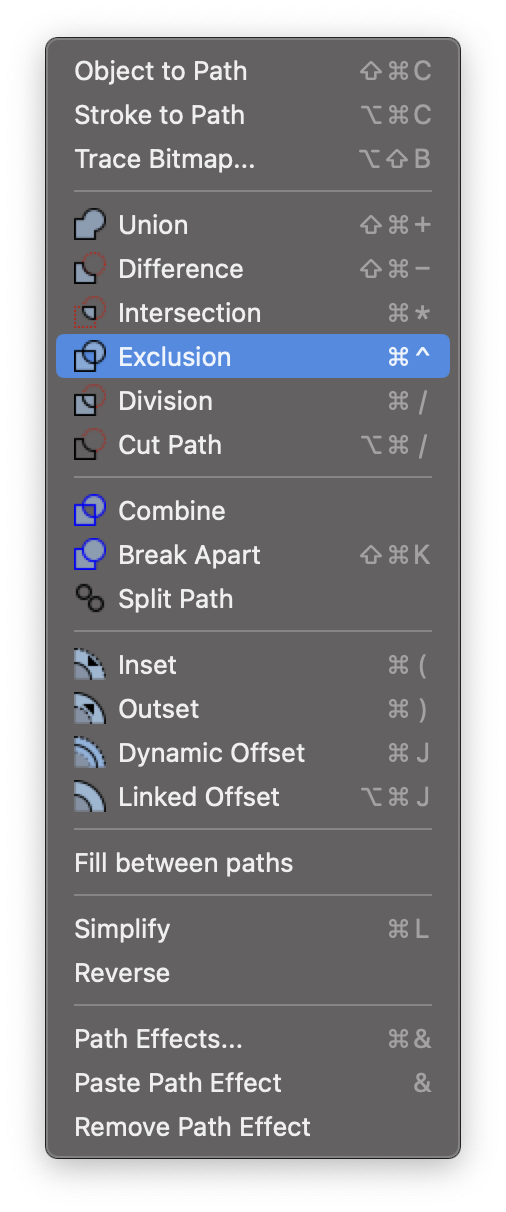 Object to Path ⇧⌘C
Stroke to Path ⌥⌘C
Trace Bitmap... ⌥⇧B
Union ⇧⌘+
Difference ⇧⌘−
Intersection ⌘*
Exclusion ⌘^
Division ⌘/
Cut Path ⌥⌘/
Combine
Break Apart ⇧⌘K
Split Path
Inset ⌘(
Outset ⌘)
Dynamic Offset ⌘J
Linked Offset ⌥⌘J
Fill between paths
Simplify ⌘L
Reverse
Path Effects... ⌘&
Paste Path Effect &
Remove Path Effect